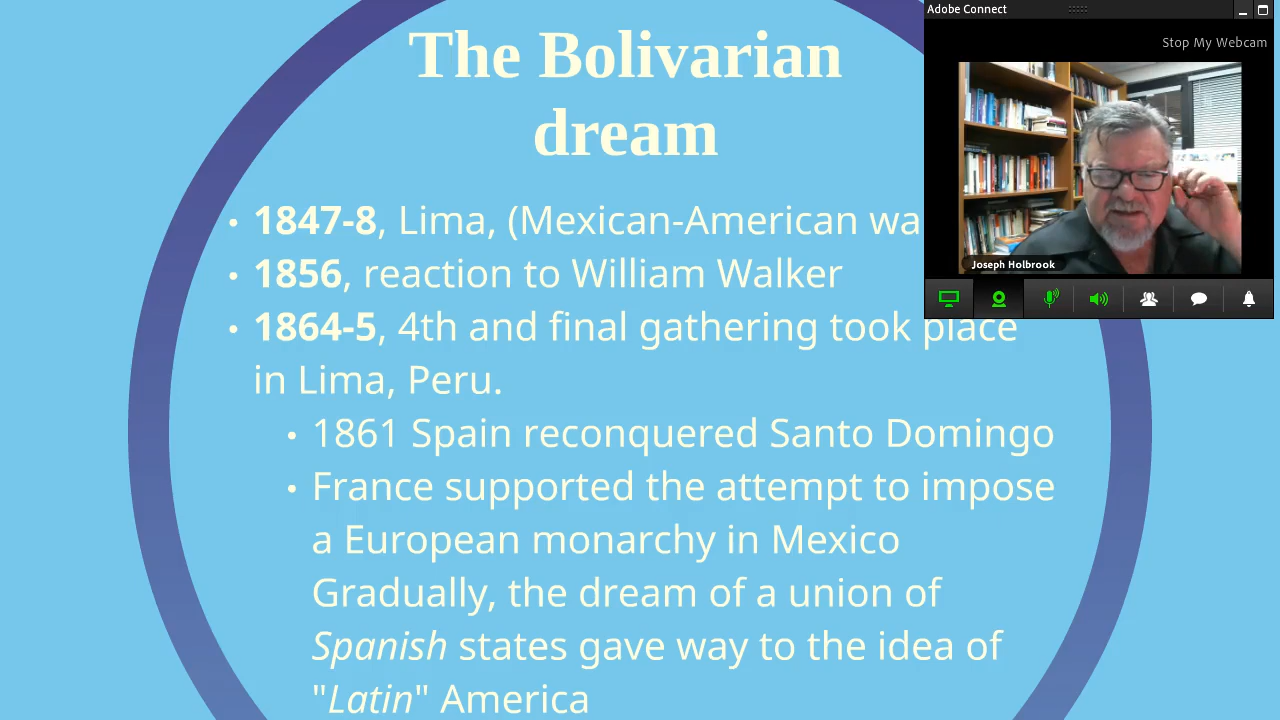 The Bolivarian
dream
• 1847-8, Lima, (Mexican-American wa
• 1856, reaction to William Walker
• 1864-5, 4th and final gathering took place
in Lima, Peru.
• 1861 Spain reconquered Santo Domingo
• France supported the attempt to impose
a European monarchy in Mexico
Gradually, the dream of a union of
Spanish states gave way to the idea of
"Latin" America
Adobe Connect
Stop My Webcam
Joseph Holbrook